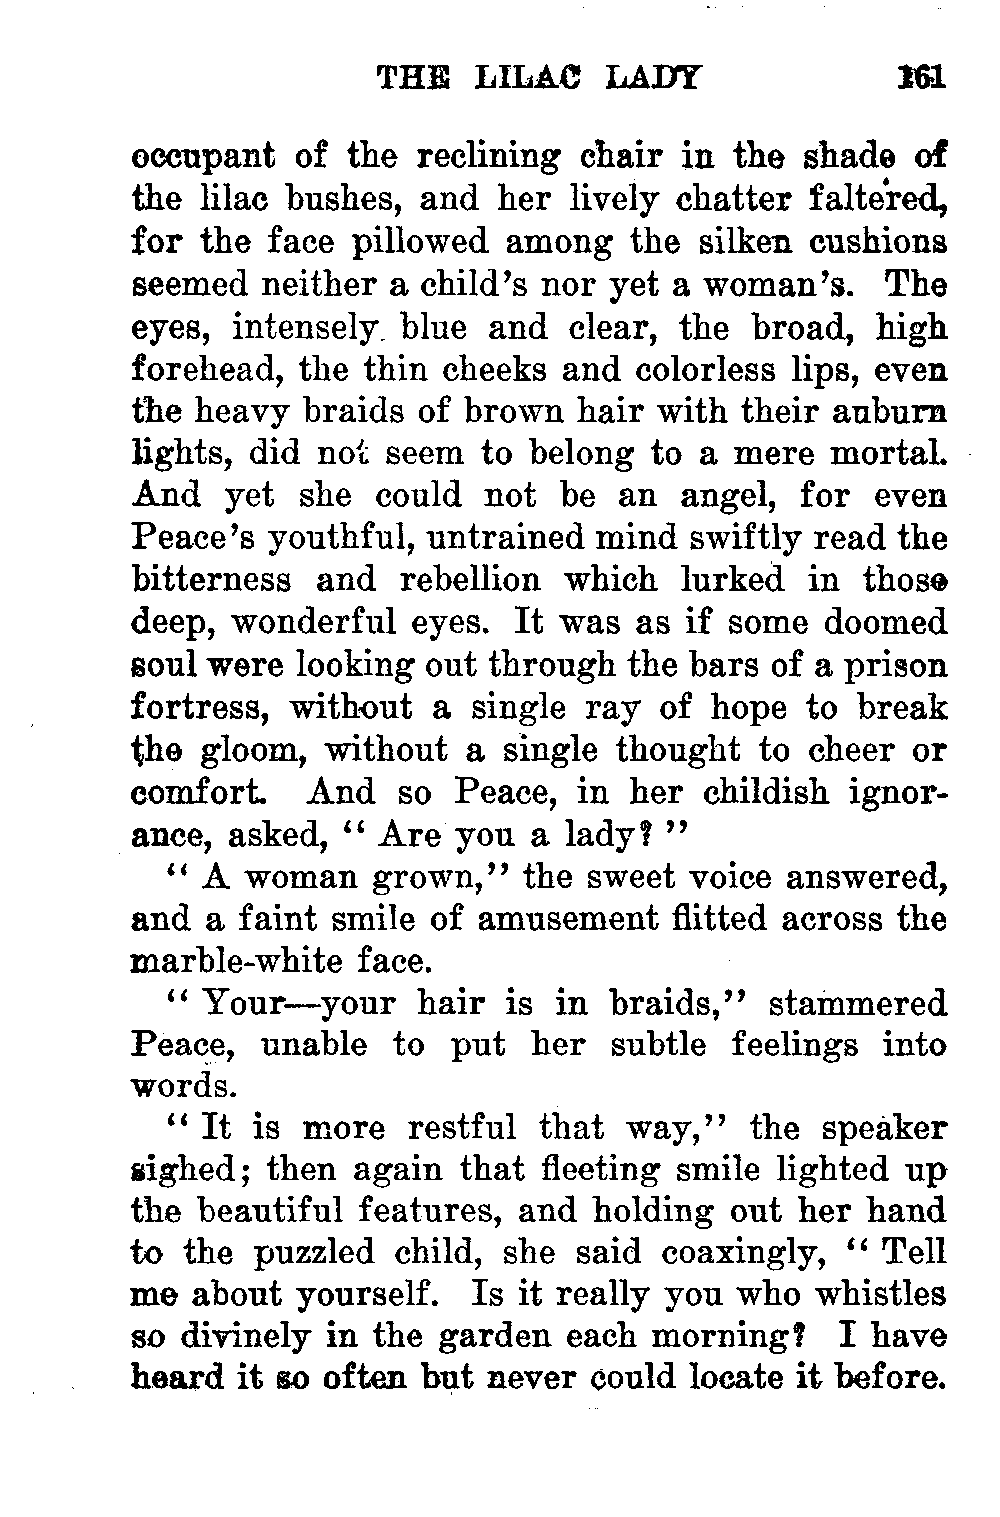 THE LILAC LADY 161
occupant of the reclining chair in the shade of
the lilac bushes, and her lively chatter faltered,
for the face pillowed among the silken cushions
seemed neither a child's nor yet a woman's. The
eyes, intensely blue and clear, the broad, high
forehead, the thin cheeks and colorless lips, even
the heavy braids of brown hair with their auburn
lights, did not seem to belong to a mere mortal.
And yet she could not be an angel, for even
Peace's youthful, untrained mind swiftly read the
bitterness and rebellion which lurked in those
deep, wonderful eyes. It was as if some doomed
soul were looking out through the bars of a prison
fortress, without a single ray of hope to break
the gloom, without a single thought to cheer or
comfort. And so Peace, in her childish ignor-
ance, asked, "Are you a lady?"
"A woman grown," the sweet voice answered,
and a faint smile of amusement flitted across the
marble-white face.
"Your—your hair is in braids," stammered
Peace, unable to put her subtle feelings into
words.
"It is more restful that way," the speaker
sighed; then again that fleeting smile lighted up
the beautiful features, and holding out her hand
to the puzzled child, she said coaxingly, "Tell
me about yourself. Is it really you who whistles
so divinely in the garden each morning? I have
heard it so often but never could locate it before.